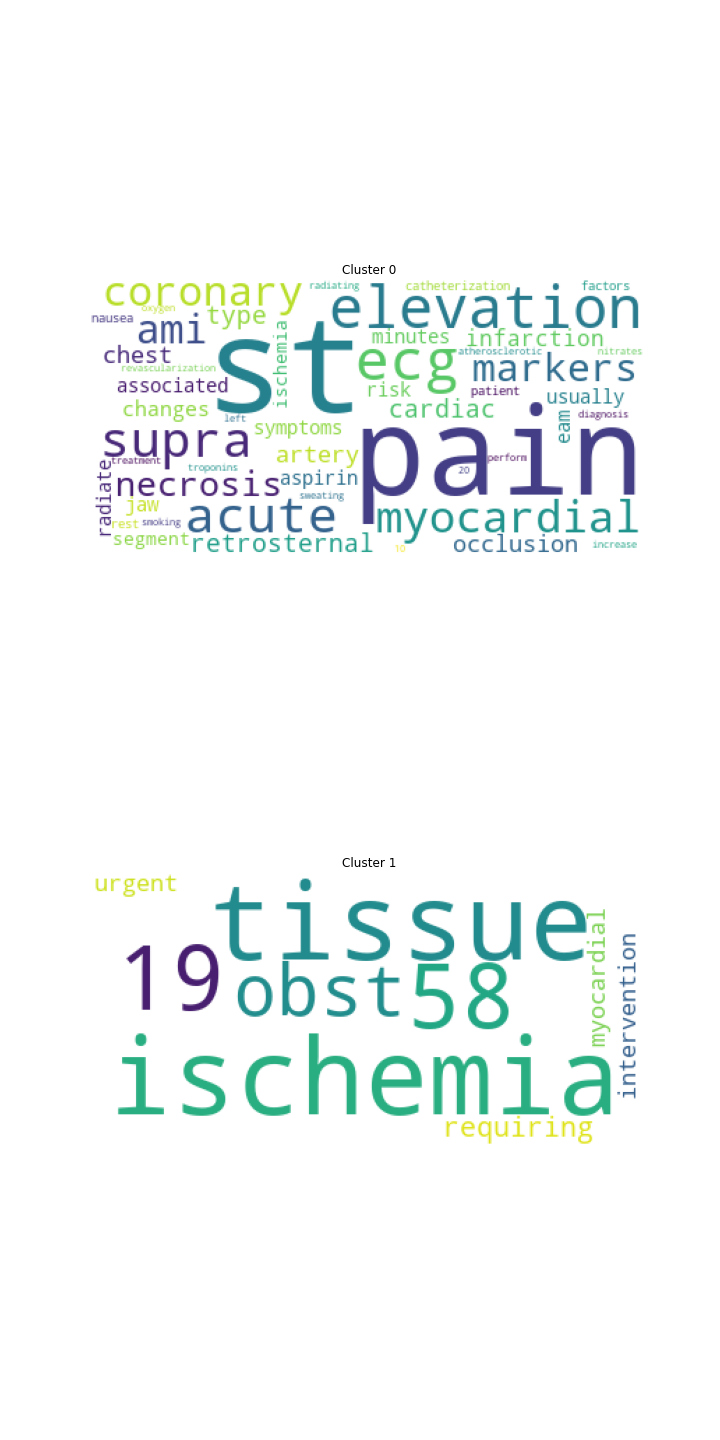 Cluster 0
coronary
radiating
catheterization
factors
oxygen
elevation
nausea
ami
type
st
ischemia
minutes
infarction
chest
ecg
atherosclerotic
nitrates
revascularization
markers
associated
risk
patient
usually
changes
left
cardiac
eam
diagnosis
supra
symptoms
pain
artery
treatment
troponins
perform
20
radiate
necrosis
aspirin
jaw
sweating
rest
smoking
acute
myocardial
segment
retrosternal
10
occlusion
increase
Cluster 1
urgent
tissue
19
obst
58
myocardial
intervention
ischemia
requiring